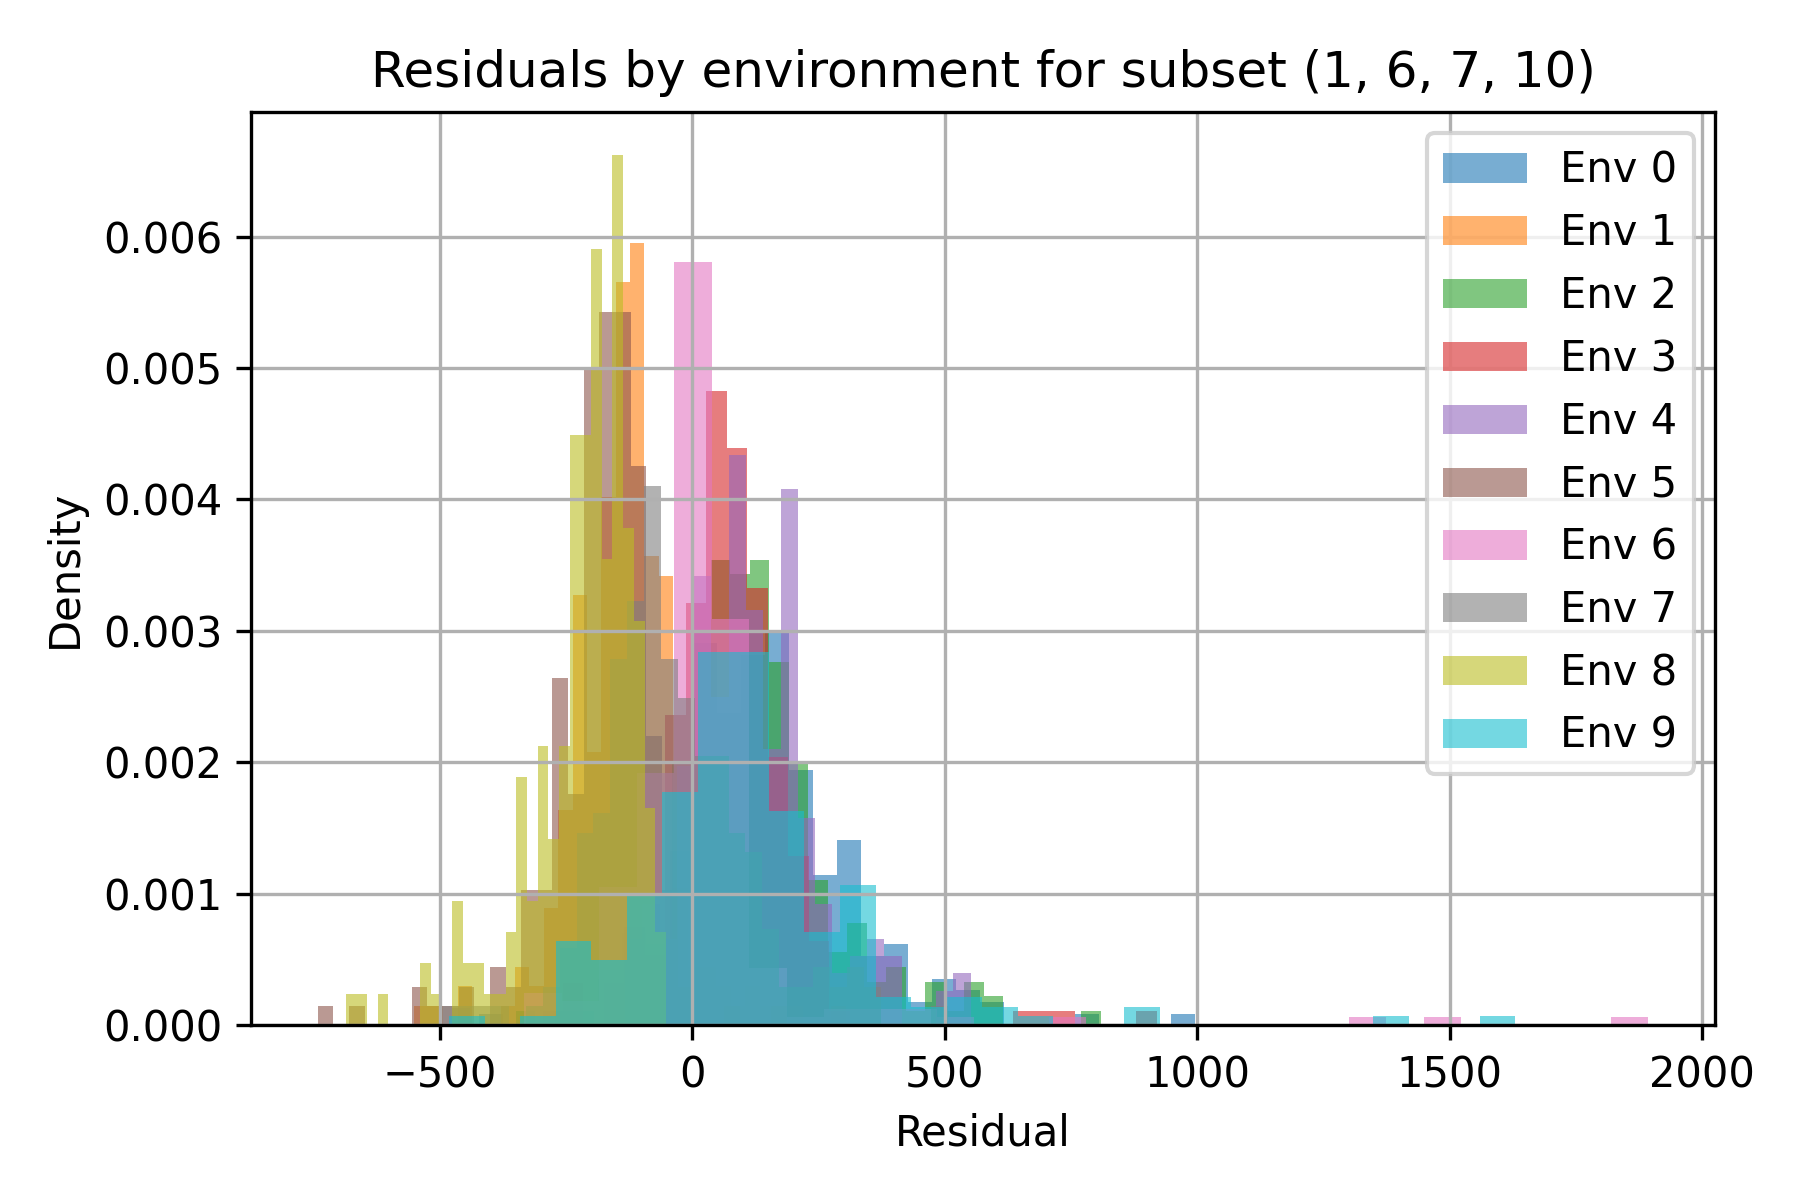 Residuals by environment for subset (1, 6, 7, 10)
Env 0
Env 1
Env 2
Env 3
Env 4
Env 5
Env 6
Env 7
Env 8
Env 9
0.006
0.005
0.004
0.003
0.002
0.001
0.000
Density
−500
0
500
1000
1500
2000
Residual